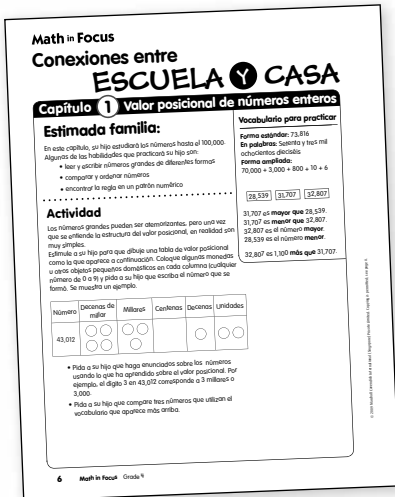 Math in Focus
Conexiones entre
ESCUELA Y CASA
Capítulo 1 Valor posicional de números enteros
Estimada familia:
En este capítulo, su hijo estudiará los números hasta el 100,000.
Algunas de las habilidades que practicará su hijo son:
• leer y escribir números grandes de diferentes formas
• comparar y ordenar números
• encontrar la regla en un patrón numérico
Actividad
Los números grandes pueden ser atemorizantes, pero una vez
que se entiende la estructura del valor posicional, en realidad son
muy simples.
Estimule a su hijo para que dibuje una tabla de valor posicional
como la que aparece a continuación. Coloque algunas monedas
u otros objetos pequeños domésticos en cada columna (cualquier
número de 0 a 9) y pida a su hijo que escriba el número que se
formó. Se muestra un ejemplo.
Vocabulario para practicar
Forma estándar: 73,816
En palabras: Setenta y tres mil
ochocientos dieciséis
Forma ampliada:
70,000 + 3,000 + 800 + 10 + 6
28,539 31,707 32,807
31,707 es mayor que 28,539.
31,707 es menor que 32,807.
32,807 es el número mayor.
28,539 es el número menor.
32,807 es 1,100 más que 31,707.
Número Decenas de millar Millares Centenas Decenas Unidades
43,012
• Pida a su hijo que haga enunciados sobre los números
usando lo que ha aprendido sobre el valor posicional. Por
ejemplo, el dígito 3 en 43,012 corresponde a 3 millares o
3,000.
• Pida a su hijo que compare tres números que utilizan el
vocabulario que aparece más arriba.
6 Math in Focus Grade 4